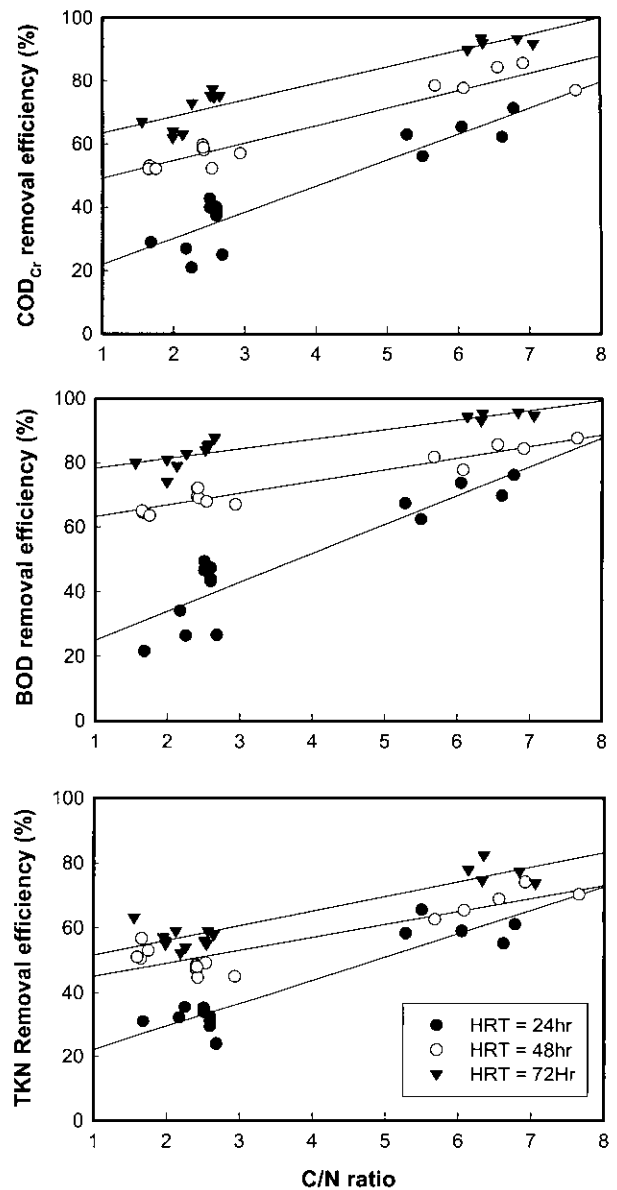 100
80
60
40
20
0
COD_Cr removal efficiency (%)
1 2 3 4 5 6 7 8
100
80
60
40
20
0
BOD removal efficiency (%)
1 2 3 4 5 6 7 8
100
80
60
40
20
0
TKN Removal efficiency (%)
HRT = 24hr
HRT = 48hr
HRT = 72Hr
1 2 3 4 5 6 7 8
C/N ratio